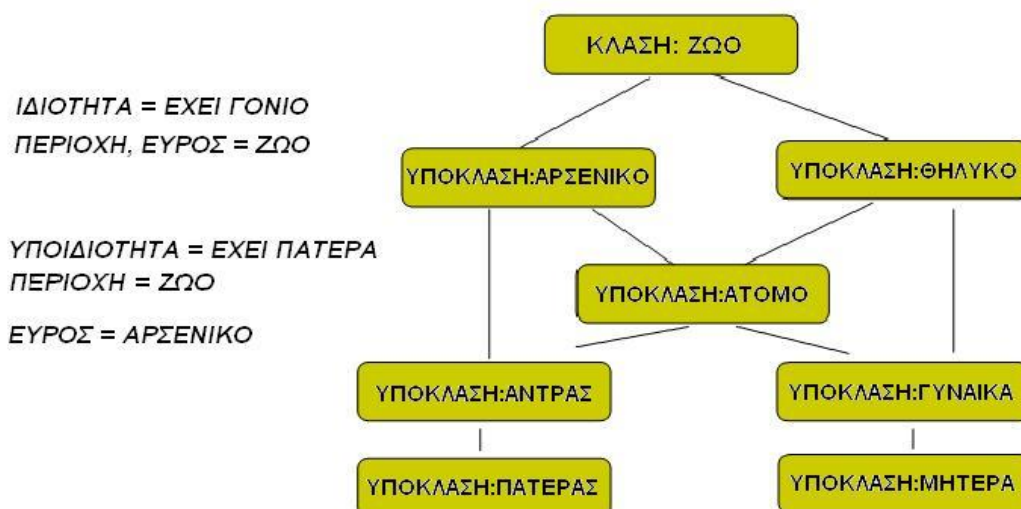 ΚΛΑΣΗ: ΖΩΟ
ΙΔΙΟΤΗΤΑ = ΕΧΕΙ ΓΟΝΙΟ
ΠΕΡΙΟΧΗ, ΕΥΡΟΣ = ΖΩΟ
ΥΠΟΚΛΑΣΗ:ΑΡΣΕΝΙΚΟ
ΥΠΟΚΛΑΣΗ:ΘΗΛΥΚΟ
ΥΠΟΙΔΙΟΤΗΤΑ = ΕΧΕΙ ΠΑΤΕΡΑ
ΠΕΡΙΟΧΗ = ΖΩΟ
ΕΥΡΟΣ = ΑΡΣΕΝΙΚΟ
ΥΠΟΚΛΑΣΗ:ΑΤΟΜΟ
ΥΠΟΚΛΑΣΗ:ΑΝΤΡΑΣ
ΥΠΟΚΛΑΣΗ:ΓΥΝΑΙΚΑ
ΥΠΟΚΛΑΣΗ:ΠΑΤΕΡΑΣ
ΥΠΟΚΛΑΣΗ:ΜΗΤΕΡΑ